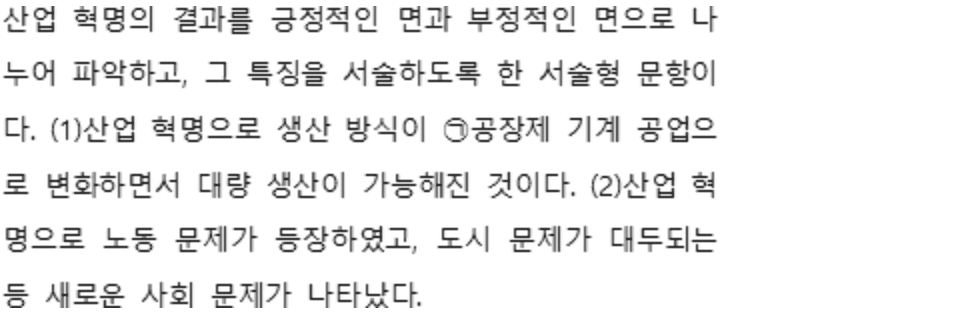 산업 혁명의 결과를 긍정적인 면과 부정적인 면으로 나
누어 파악하고, 그 특징을 서술하도록 한 서술형 문항이
다. (1)산업 혁명으로 생산 방식이 ㉠공장제 기계 공업으
로 변화하면서 대량 생산이 가능해진 것이다. (2)산업 혁
명으로 노동 문제가 등장하였고, 도시 문제가 대두되는
등 새로운 사회 문제가 나타났다.